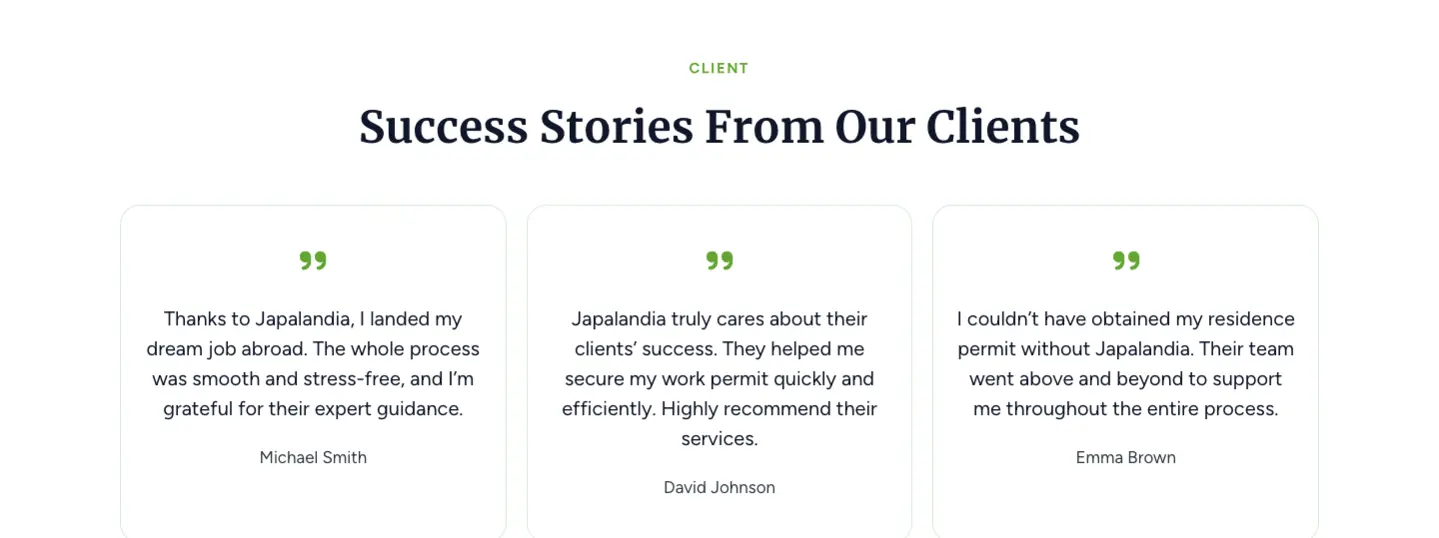 CLIENT
Success Stories From Our Clients
Thanks to Japalandia, I landed my
dream job abroad. The whole process
was smooth and stress-free, and I’m
grateful for their expert guidance.
Michael Smith
Japalandia truly cares about their
clients’ success. They helped me
secure my work permit quickly and
efficiently. Highly recommend their
services.
David Johnson
I couldn’t have obtained my residence
permit without Japalandia. Their team
went above and beyond to support
me throughout the entire process.
Emma Brown